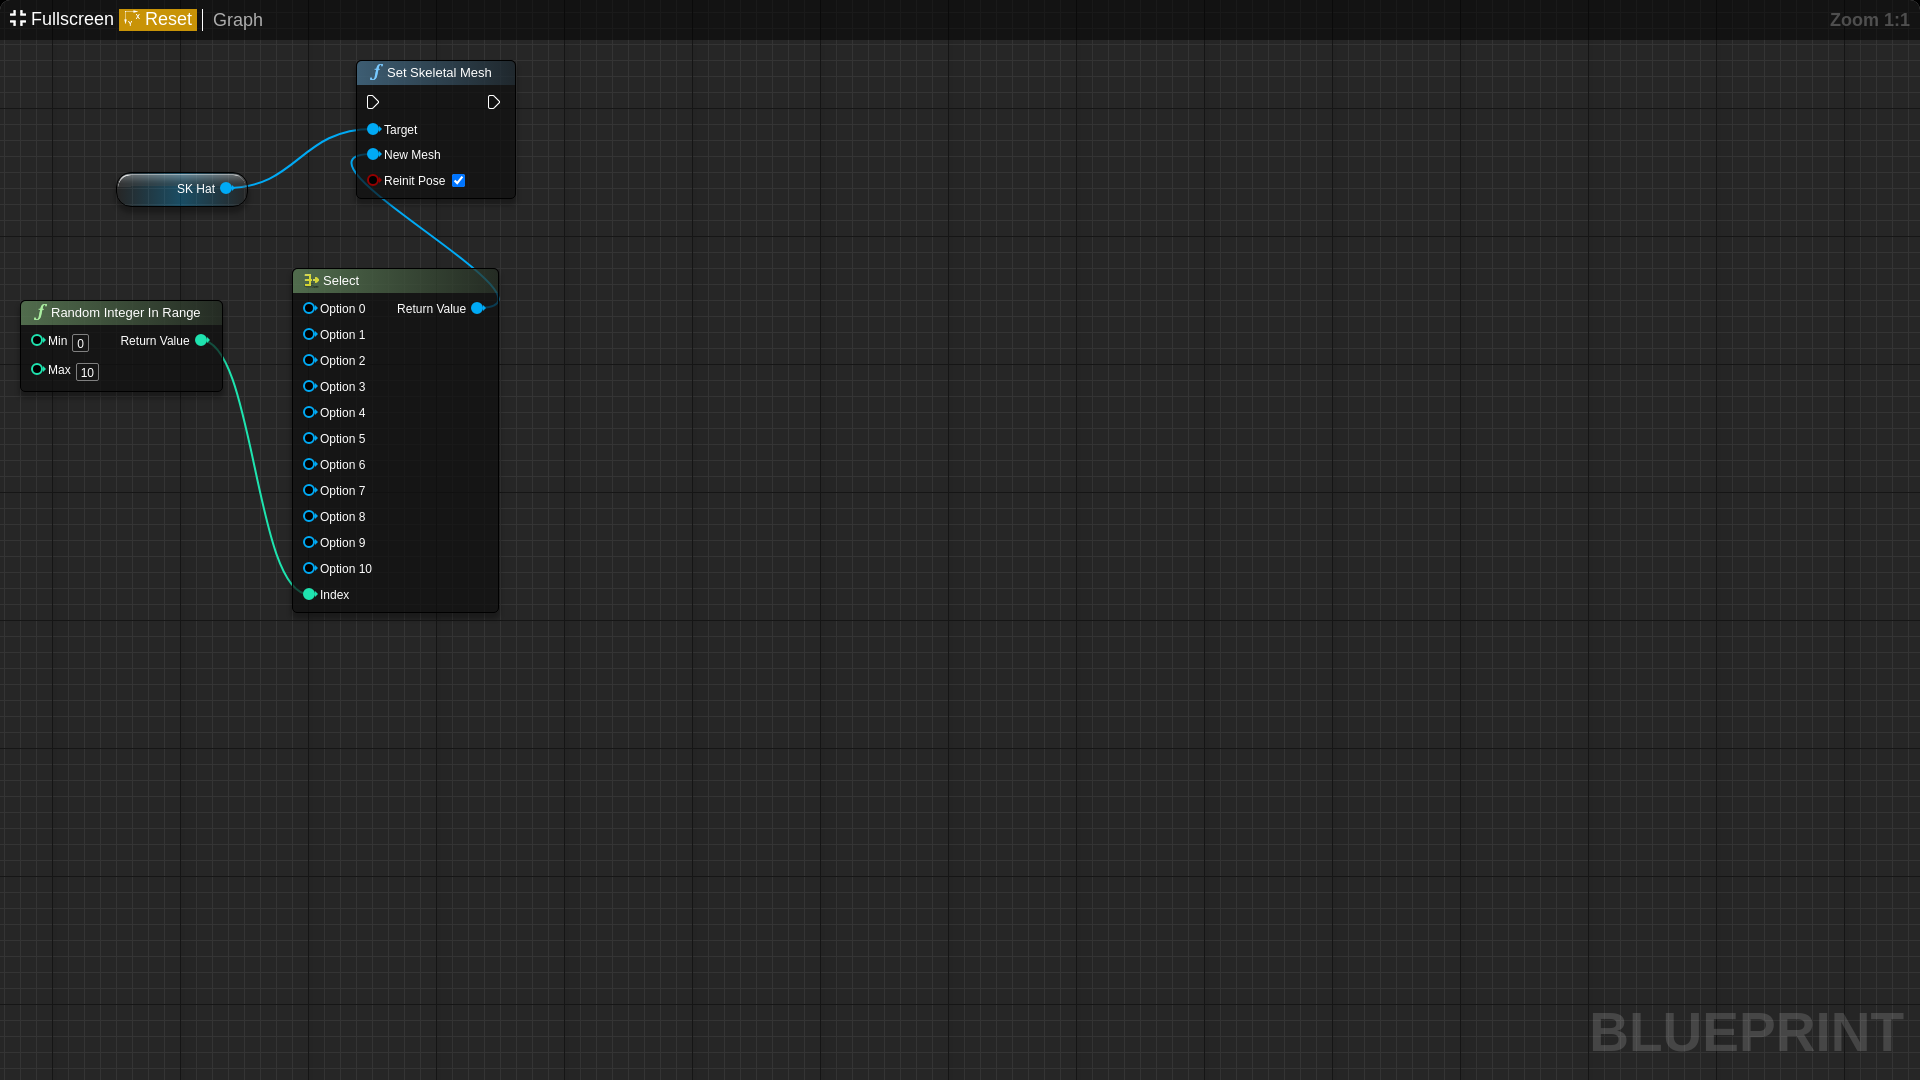 Fullscreen Reset Graph Zoom 1:1
Set Skeletal Mesh
Target
New Mesh
Reinit Pose
SK Hat
Select
Option 0 Return Value
Option 1
Option 2
Option 3
Option 4
Option 5
Option 6
Option 7
Option 8
Option 9
Option 10
Index
Random Integer In Range
Min 0 Return Value
Max 10
BLUEPRINT